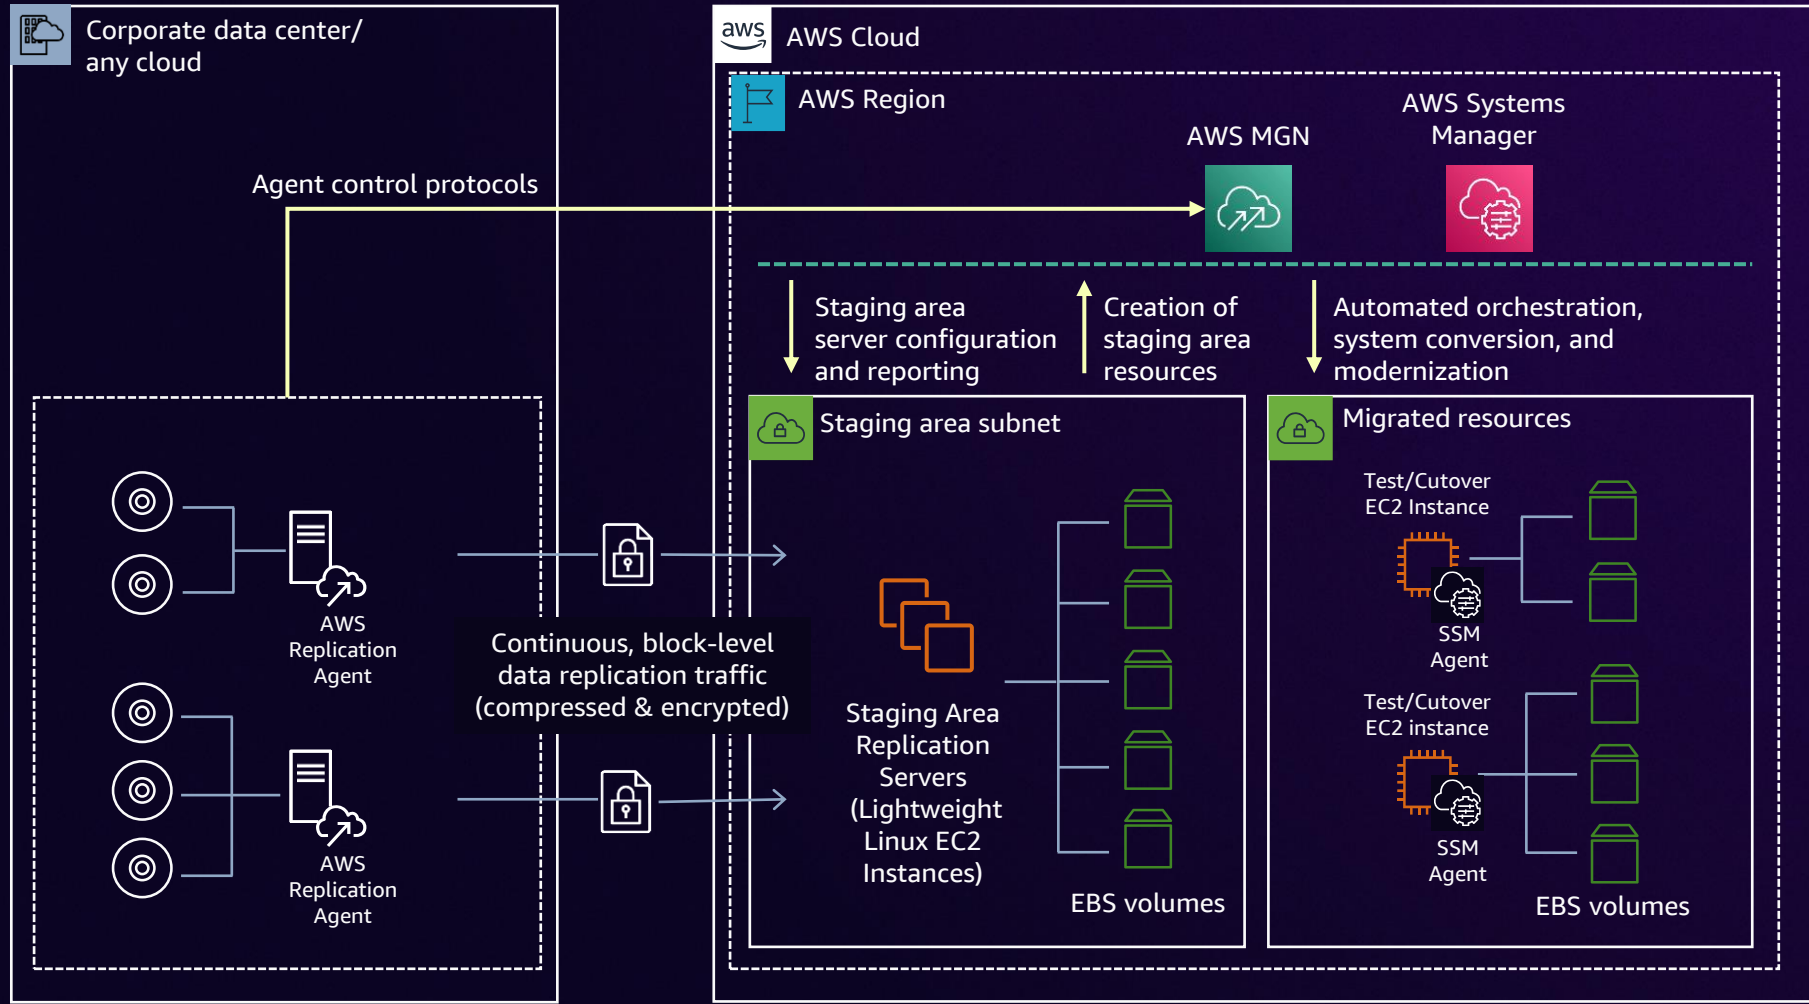 Corporate data center/
any cloud
aws
AWS Cloud
AWS Region
AWS MGN
AWS Systems
Manager
Agent control protocols
Staging area
server configuration
and reporting
Creation of
staging area
resources
Automated orchestration,
system conversion, and
modernization
Staging area subnet
Migrated resources
AWS
Replication
Agent
AWS
Replication
Agent
Continuous, block-level
data replication traffic
(compressed & encrypted)
Staging Area
Replication
Servers
(Lightweight
Linux EC2
Instances)
EBS volumes
Test/Cutover
EC2 Instance
SSM
Agent
Test/Cutover
EC2 instance
SSM
Agent
EBS volumes